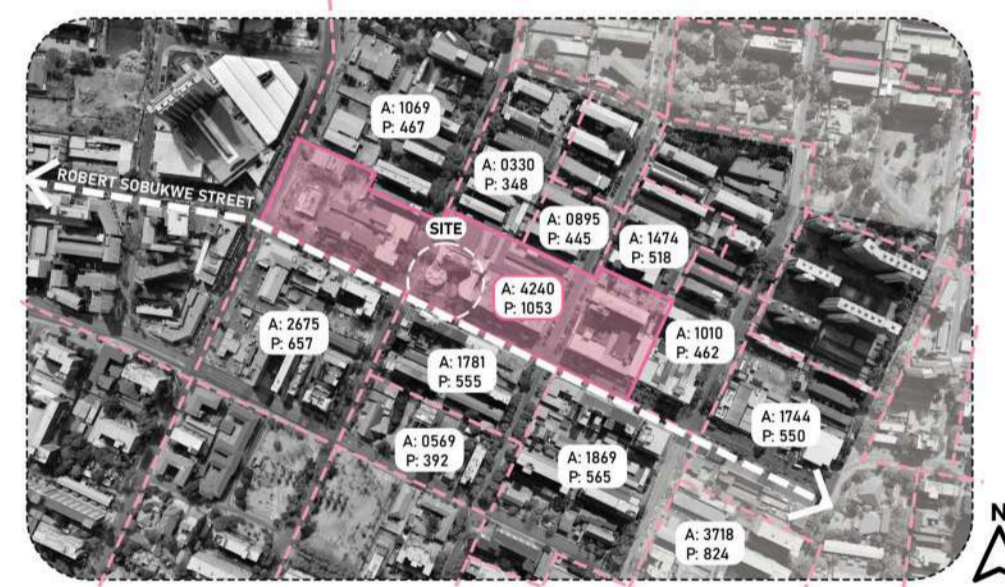 A: 1069
P: 467
A: 0330
P: 348
ROBERT SOBUKWE STREET
SITE
A: 0895
P: 445
A: 1474
P: 518
A: 4240
P: 1053
A: 2675
P: 657
A: 1781
P: 555
A: 1010
P: 462
A: 0569
P: 392
A: 1869
P: 565
A: 1744
P: 550
A: 3718
P: 824
N